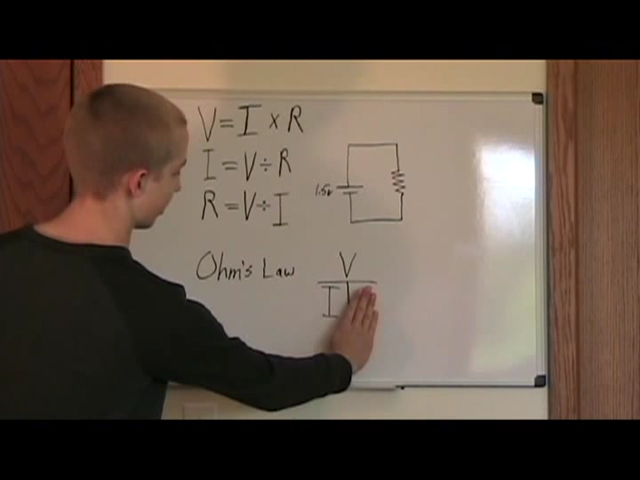 V = I x R
I = V ÷ R
R = V ÷ I
1.5v
Ohm's Law
V
I